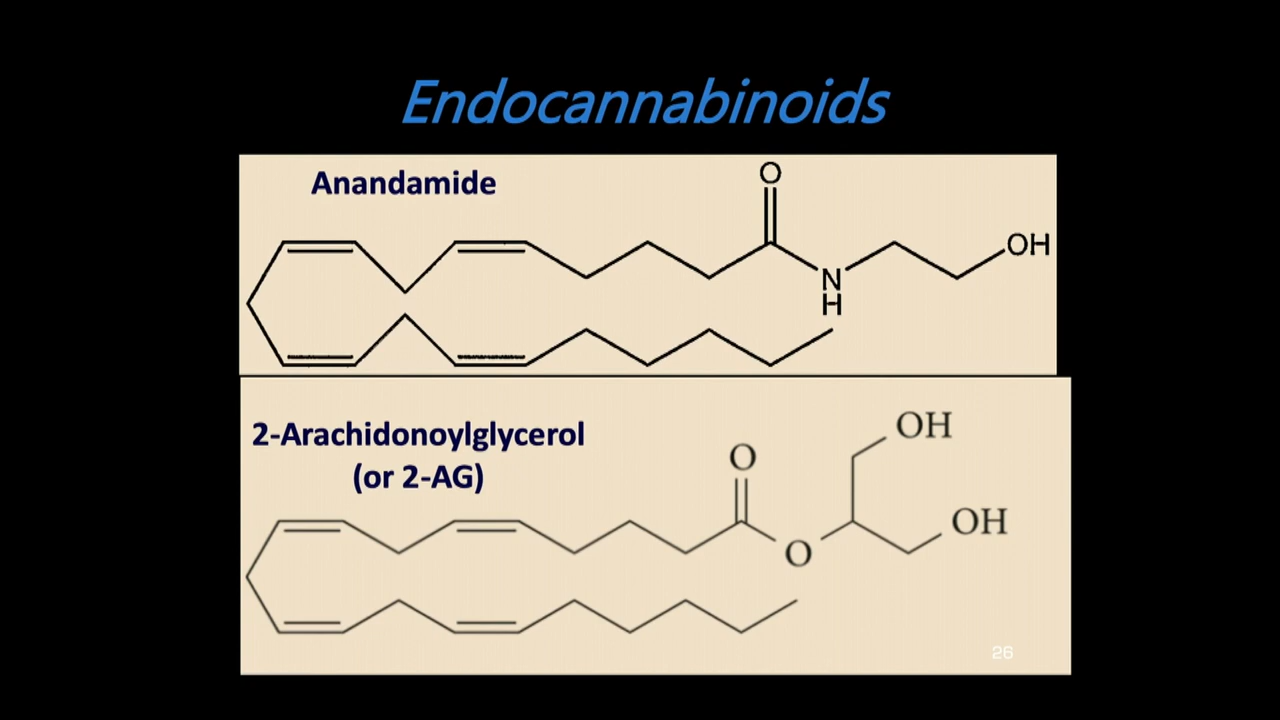 Endocannabinoids
Anandamide
O
OH
N
H
2-Arachidonoylglycerol
(or 2-AG)
OH
O
OH
O
26